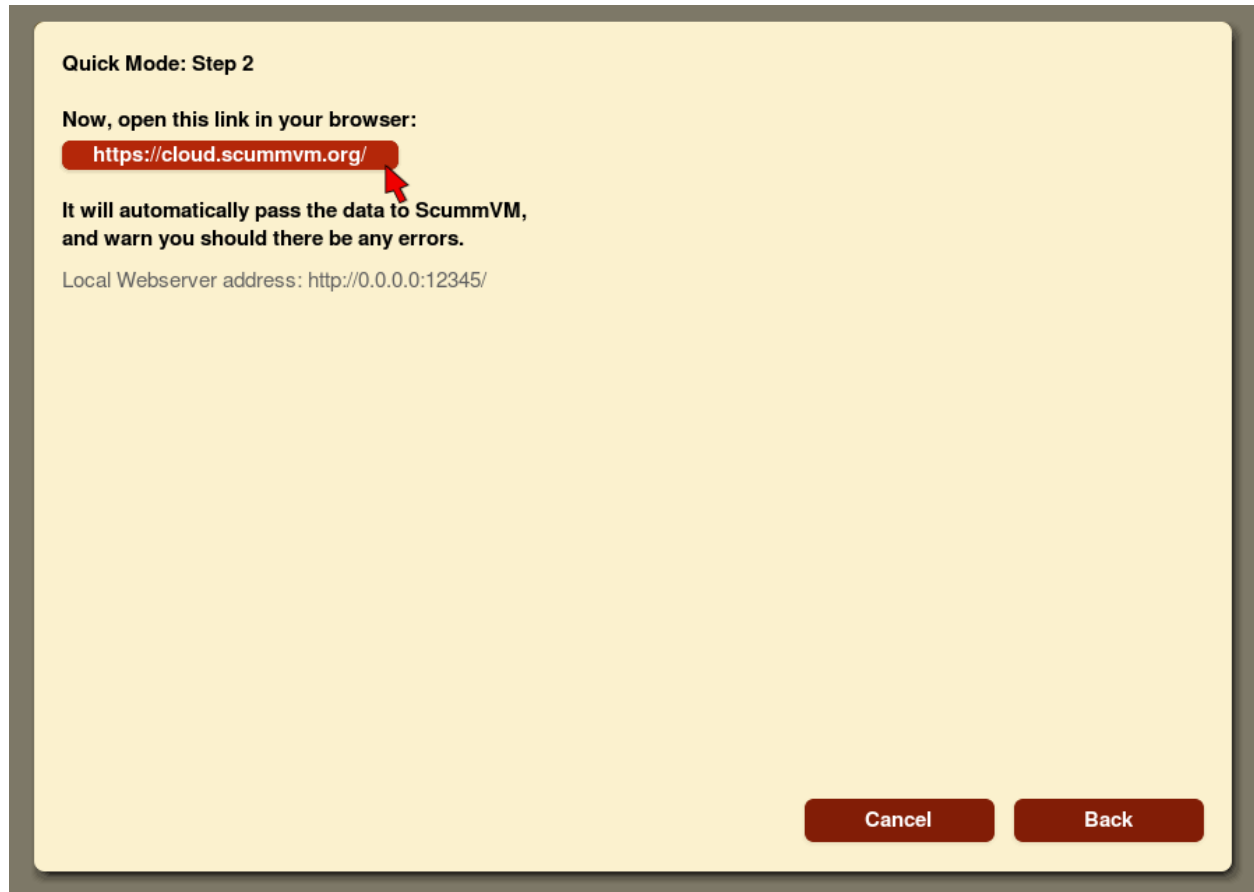 Quick Mode: Step 2
Now, open this link in your browser:
https://cloud.scummvm.org/
It will automatically pass the data to ScummVM,
and warn you should there be any errors.
Local Webserver address: http://0.0.0.0:12345/
Cancel Back